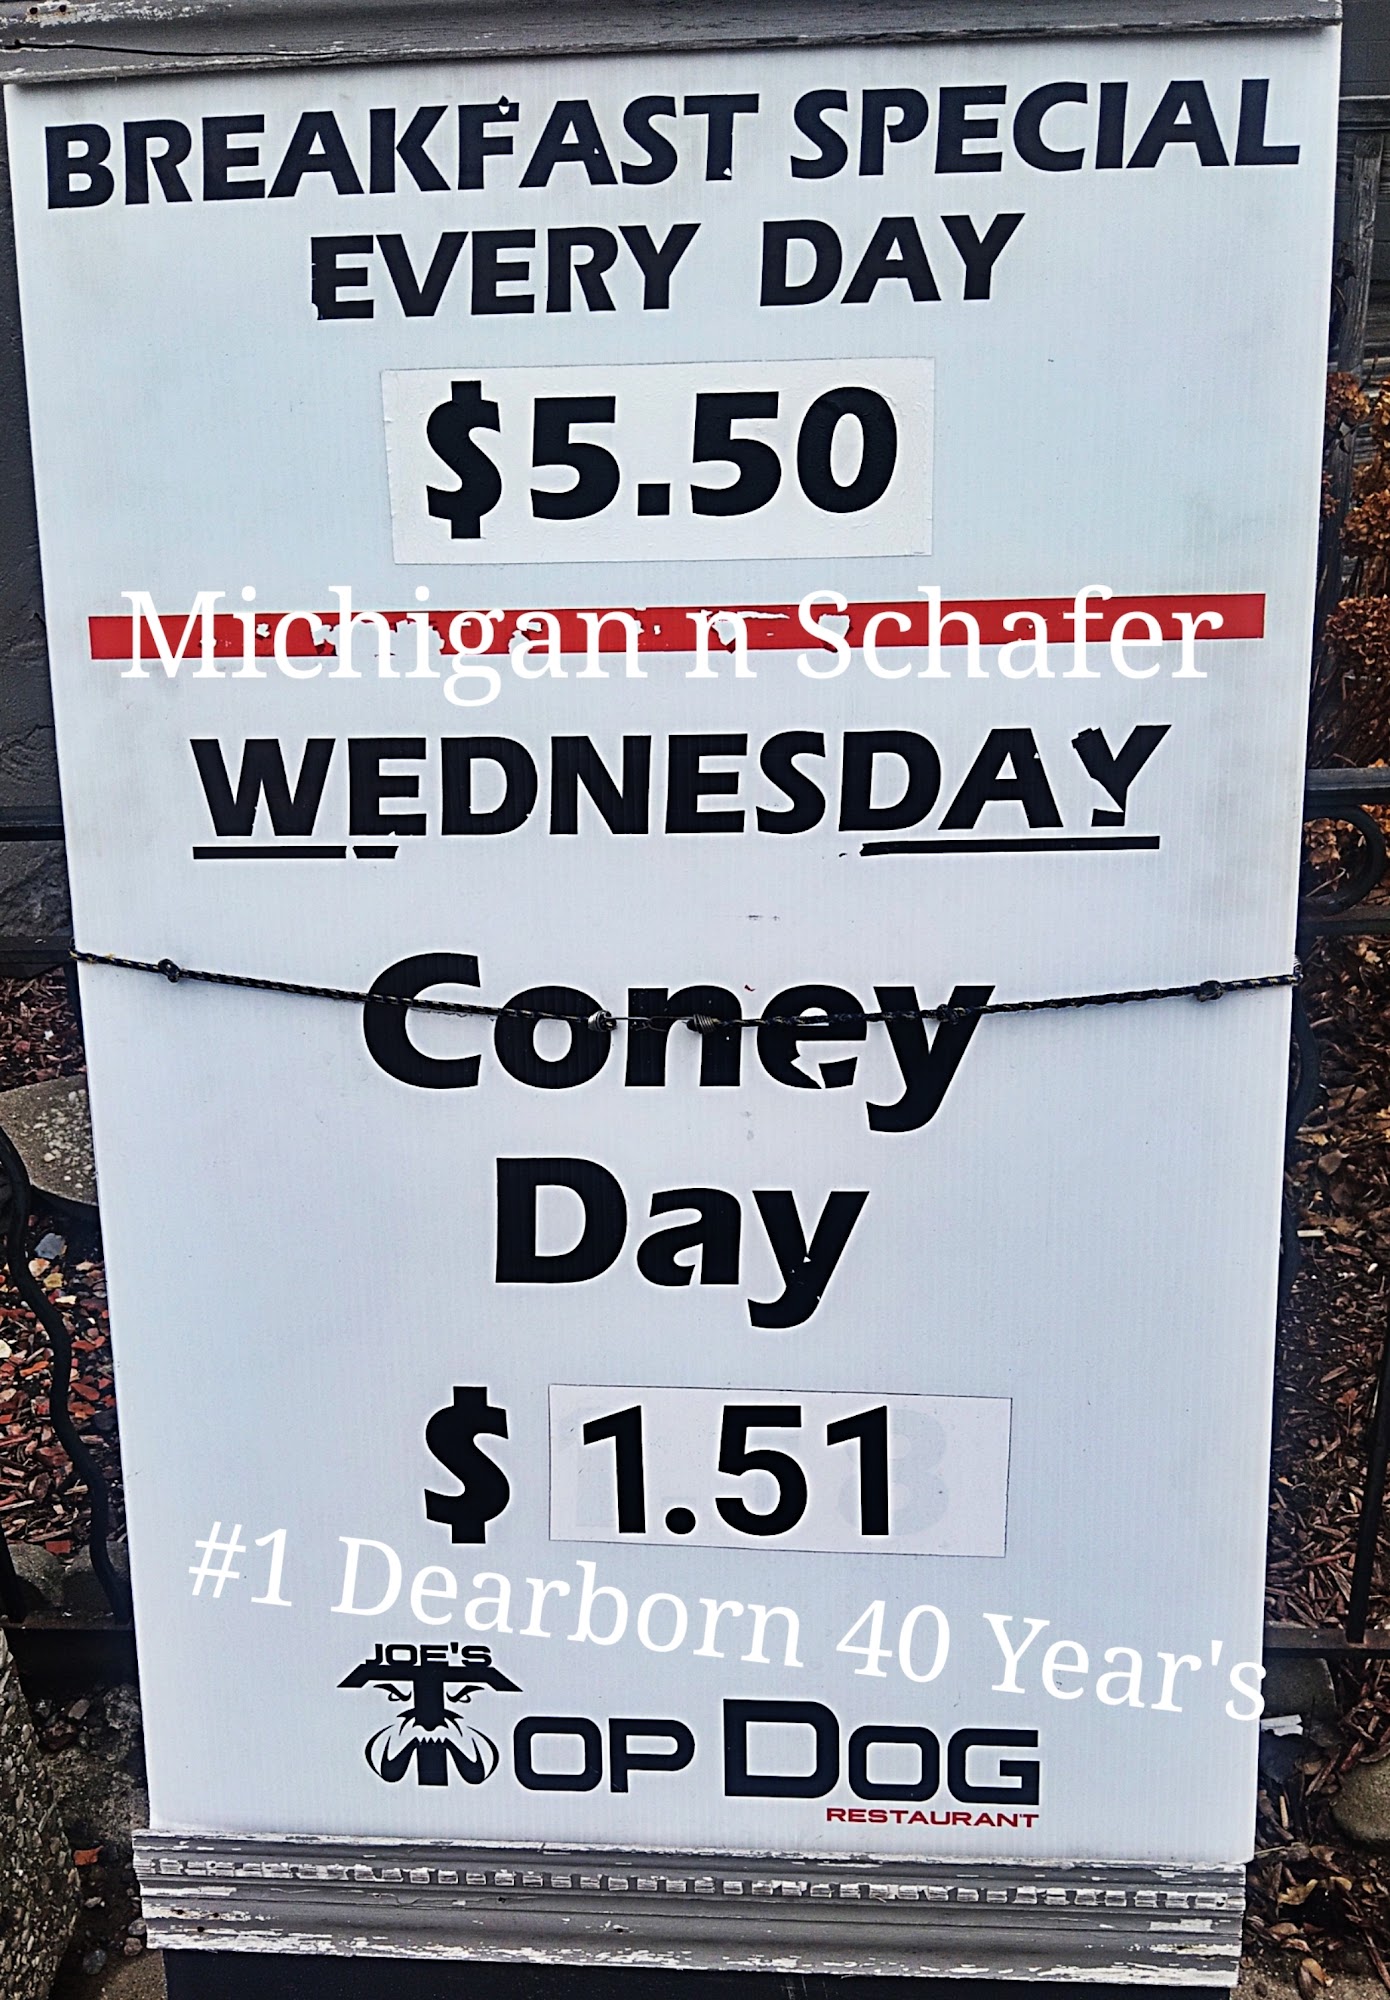 BREAKFAST SPECIAL
EVERY DAY
$5.50
Michigan n Schafer
WEDNESDAY
Coney
Day
$ 1.51
#1 Dearborn 40 Year's
JOE'S
TOP DOG
RESTAURANT